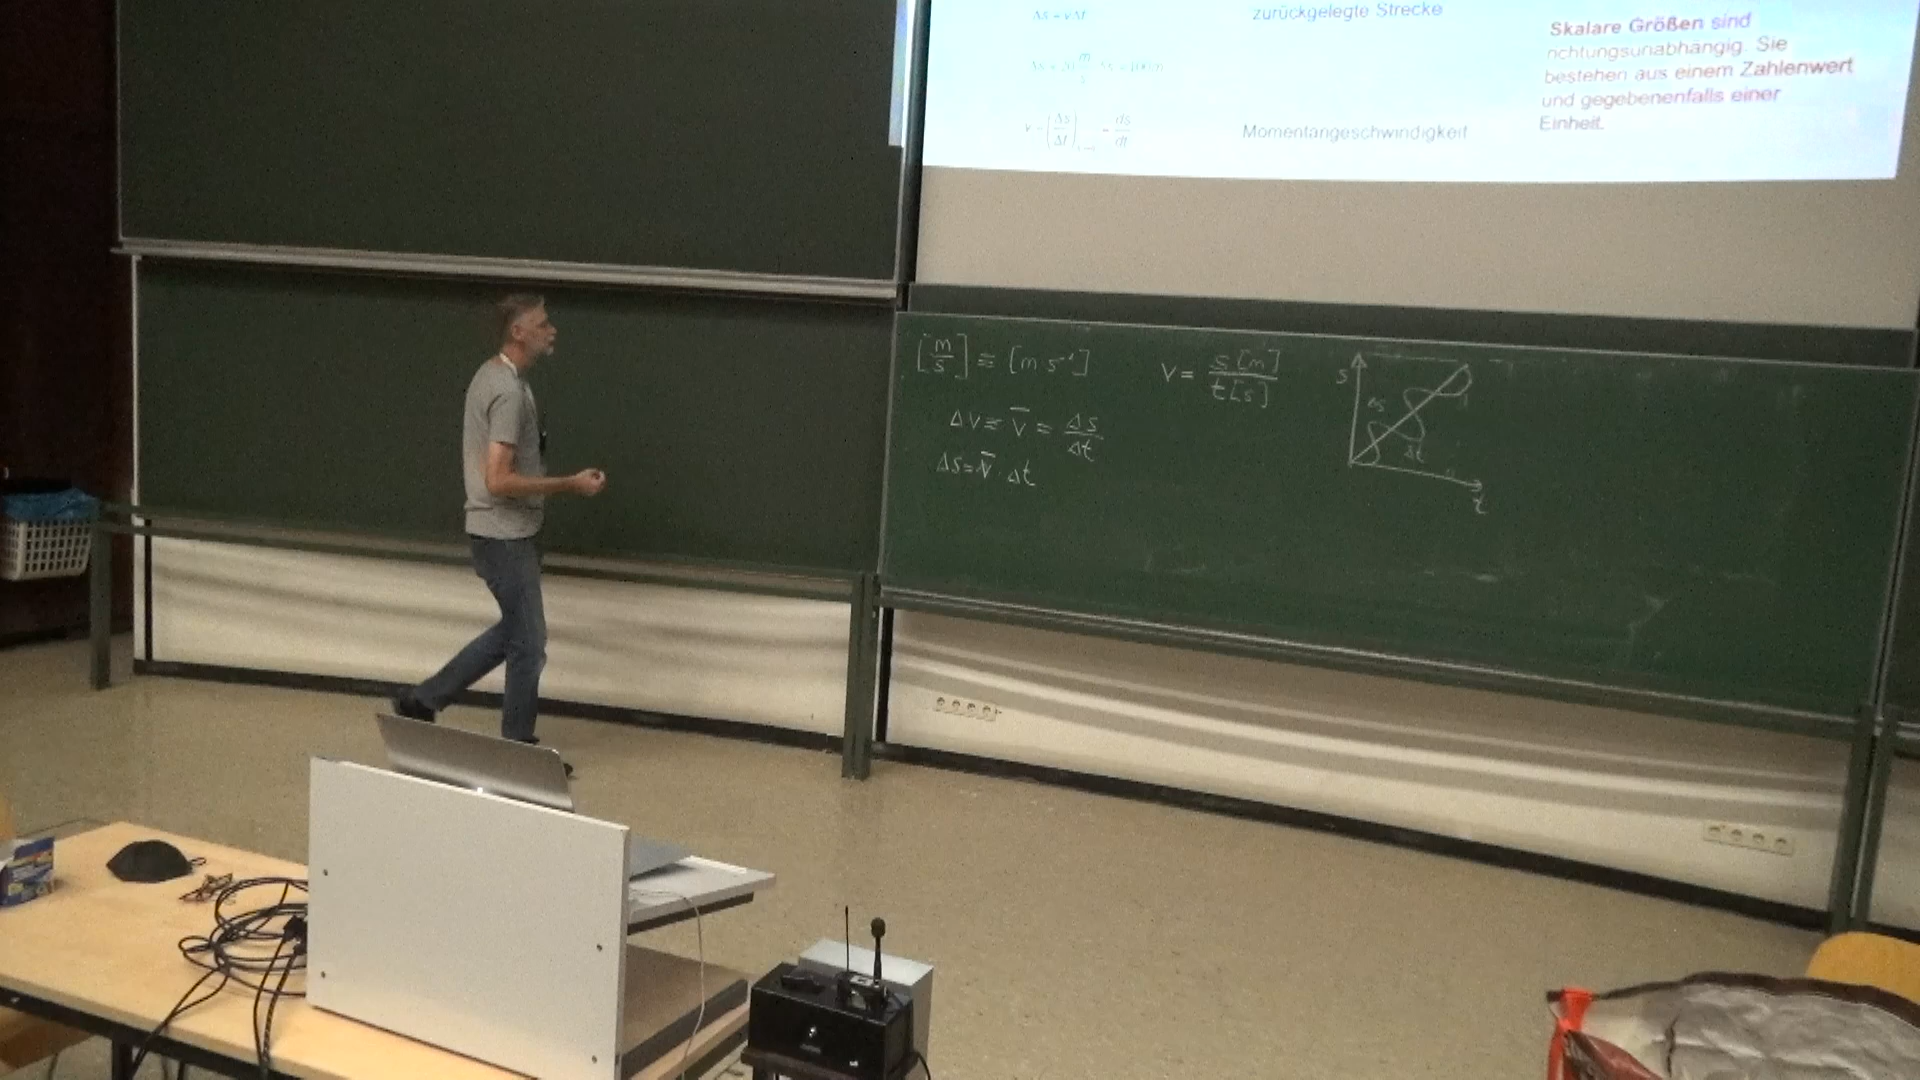 Δs = vΔt
zurückgelegte Strecke
Skalare Größen sind
richtungsunabhängig. Sie
bestehen aus einem Zahlenwert
und gegebenenfalls einer
Einheit.
Momentangeschwindigkeit
[m/s] ≡ [m s⁻¹]
v = s[m]/t[s]
Δv ≡ v̅ = Δs/Δt
Δs = v̅ · Δt
s
Δs
Δt
t